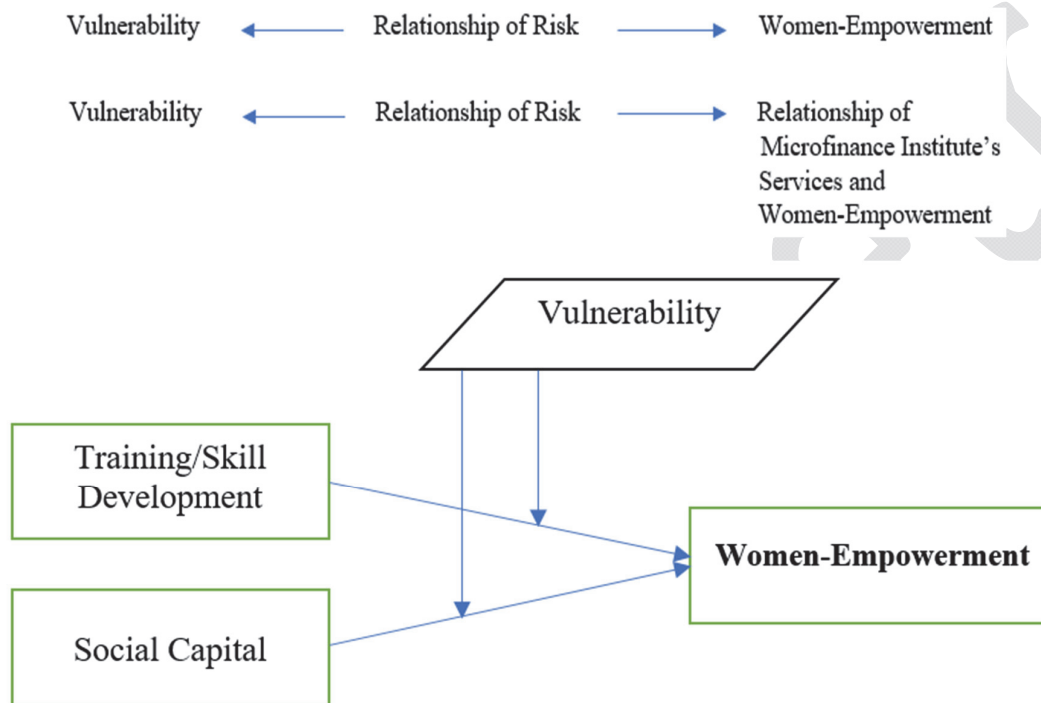 Vulnerability Relationship of Risk Women-Empowerment
Vulnerability Relationship of Risk Relationship of
Microfinance Institute's
Services and
Women-Empowerment
Vulnerability
Training/Skill
Development
Women-Empowerment
Social Capital